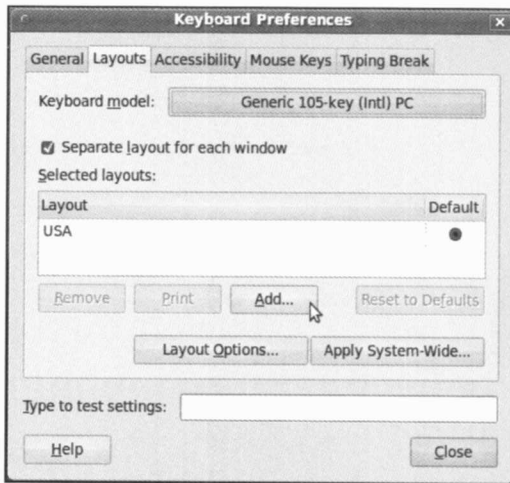 Keyboard Preferences
General Layouts Accessibility Mouse Keys Typing Break
Keyboard model: Generic 105-key (Intl) PC
Separate layout for each window
Selected layouts:
Layout Default
USA
Remove Print Add... Reset to Defaults
Layout Options... Apply System-Wide...
Type to test settings:
Help Close